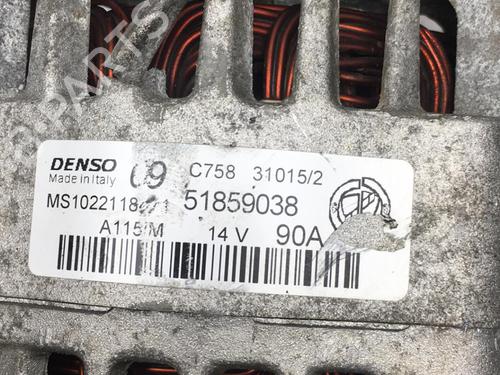 DENSO 09 C758 31015/2
Made in Italy
51859038
A115/M 14 V 90A